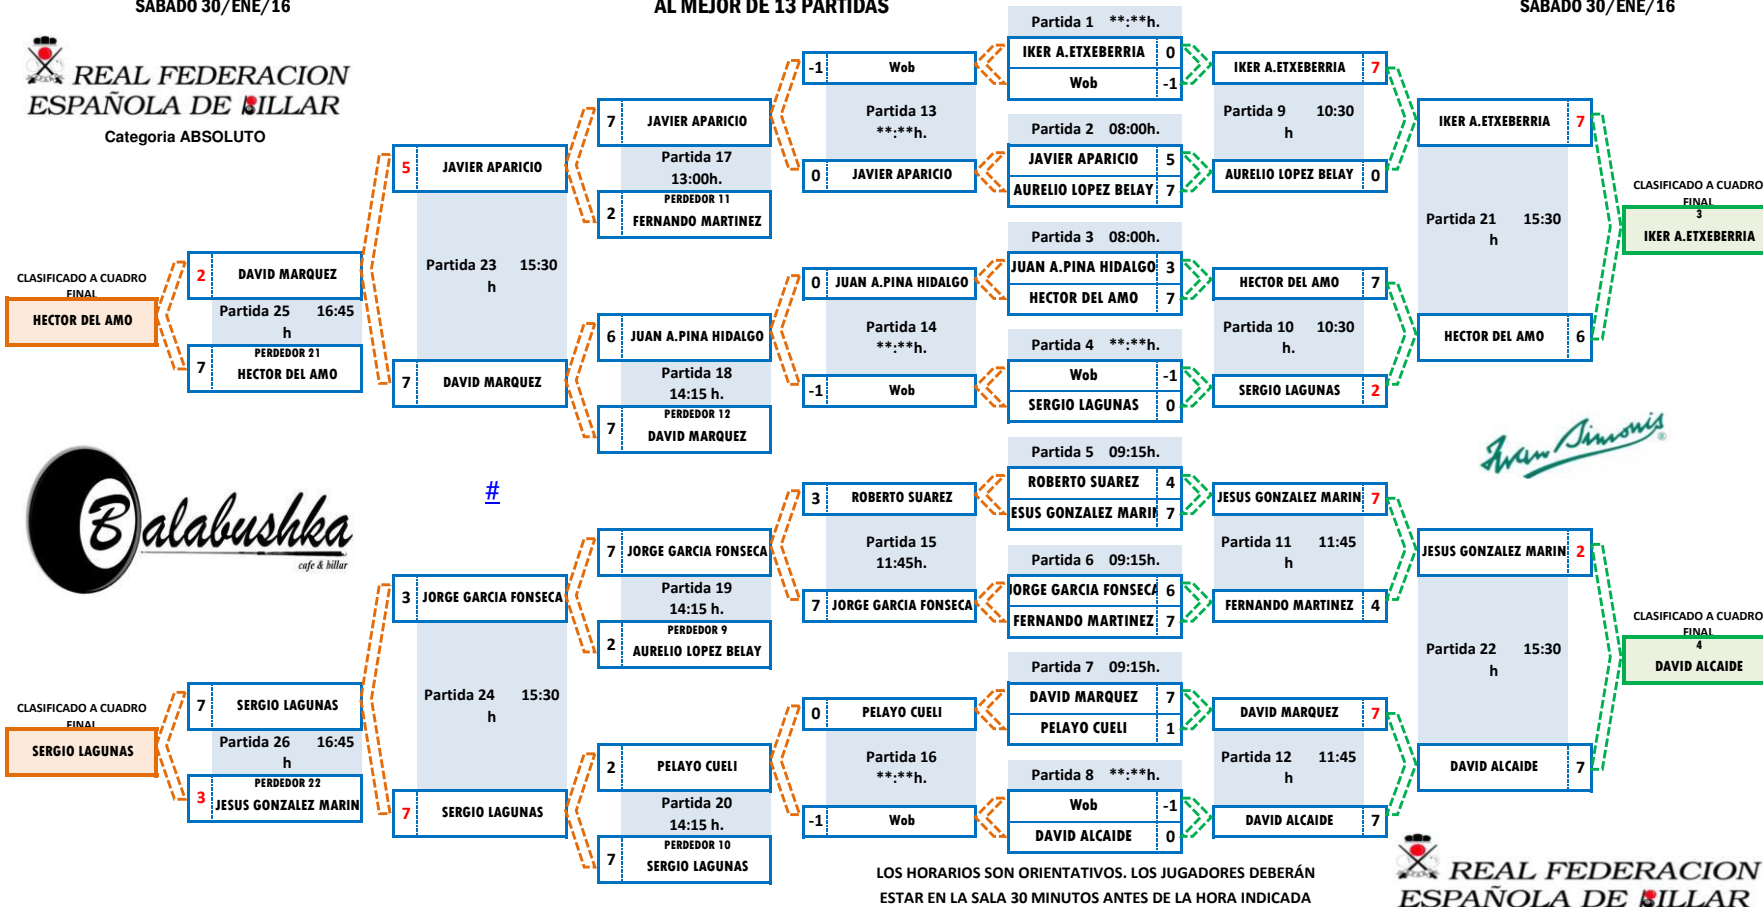 SABADO 30/ENE/16
AL MEJOR DE 13 PARTIDAS
SABADO 30/ENE/16
REAL FEDERACION
ESPAÑOLA DE BILLAR
Categoria ABSOLUTO
CLASIFICADO A CUADRO
FINAL
HECTOR DEL AMO
2 DAVID MARQUEZ
Partida 25 16:45
h
PERDEDOR 21
7 HECTOR DEL AMO
5 JAVIER APARICIO
Partida 23 15:30
h
7 DAVID MARQUEZ
7 JAVIER APARICIO
Partida 17
13:00h.
PERDEDOR 11
2 FERNANDO MARTINEZ
6 JUAN A.PINA HIDALGO
Partida 18
14:15 h.
PERDEDOR 12
7 DAVID MARQUEZ
-1 Wob
Partida 13
**:**h.
0 JAVIER APARICIO
0 JUAN A.PINA HIDALGO
Partida 14
**:**h.
-1 Wob
Partida 1 **:**h.
IKER A.ETXEBERRIA 0
Wob -1
Partida 2 08:00h.
JAVIER APARICIO 5
AURELIO LOPEZ BELAY 7
Partida 3 08:00h.
JUAN A.PINA HIDALGO 3
HECTOR DEL AMO 7
Partida 4 **:**h.
Wob -1
SERGIO LAGUNAS 0
IKER A.ETXEBERRIA 7
Partida 9 10:30
h
AURELIO LOPEZ BELAY 0
HECTOR DEL AMO 7
Partida 10 10:30
h.
SERGIO LAGUNAS 2
IKER A.ETXEBERRIA 7
Partida 21 15:30
h
HECTOR DEL AMO 6
CLASIFICADO A CUADRO
FINAL
3
IKER A.ETXEBERRIA
Balabushka
cafe & billar
#
Iwan Simonis
®
CLASIFICADO A CUADRO
FINAL
SERGIO LAGUNAS
7 SERGIO LAGUNAS
Partida 26 16:45
h
PERDEDOR 22
3 JESUS GONZALEZ MARIN
3 JORGE GARCIA FONSECA
Partida 24 15:30
h
7 SERGIO LAGUNAS
7 JORGE GARCIA FONSECA
Partida 19
14:15 h.
PERDEDOR 9
2 AURELIO LOPEZ BELAY
2 PELAYO CUELI
Partida 20
14:15 h.
PERDEDOR 10
7 SERGIO LAGUNAS
3 ROBERTO SUAREZ
Partida 15
11:45h.
7 JORGE GARCIA FONSECA
0 PELAYO CUELI
Partida 16
**:**h.
-1 Wob
Partida 5 09:15h.
ROBERTO SUAREZ 4
ESUS GONZALEZ MARIN 7
Partida 6 09:15h.
JORGE GARCIA FONSECA 6
FERNANDO MARTINEZ 7
Partida 7 09:15h.
DAVID MARQUEZ 7
PELAYO CUELI 1
Partida 8 **:**h.
Wob -1
DAVID ALCAIDE 0
JESUS GONZALEZ MARIN 7
Partida 11 11:45
h
FERNANDO MARTINEZ 4
DAVID MARQUEZ 7
Partida 12 11:45
h
DAVID ALCAIDE 7
JESUS GONZALEZ MARIN 2
Partida 22 15:30
h
DAVID ALCAIDE 7
CLASIFICADO A CUADRO
FINAL
4
DAVID ALCAIDE
LOS HORARIOS SON ORIENTATIVOS. LOS JUGADORES DEBERÁN
ESTAR EN LA SALA 30 MINUTOS ANTES DE LA HORA INDICADA
REAL FEDERACION
ESPAÑOLA DE BILLAR